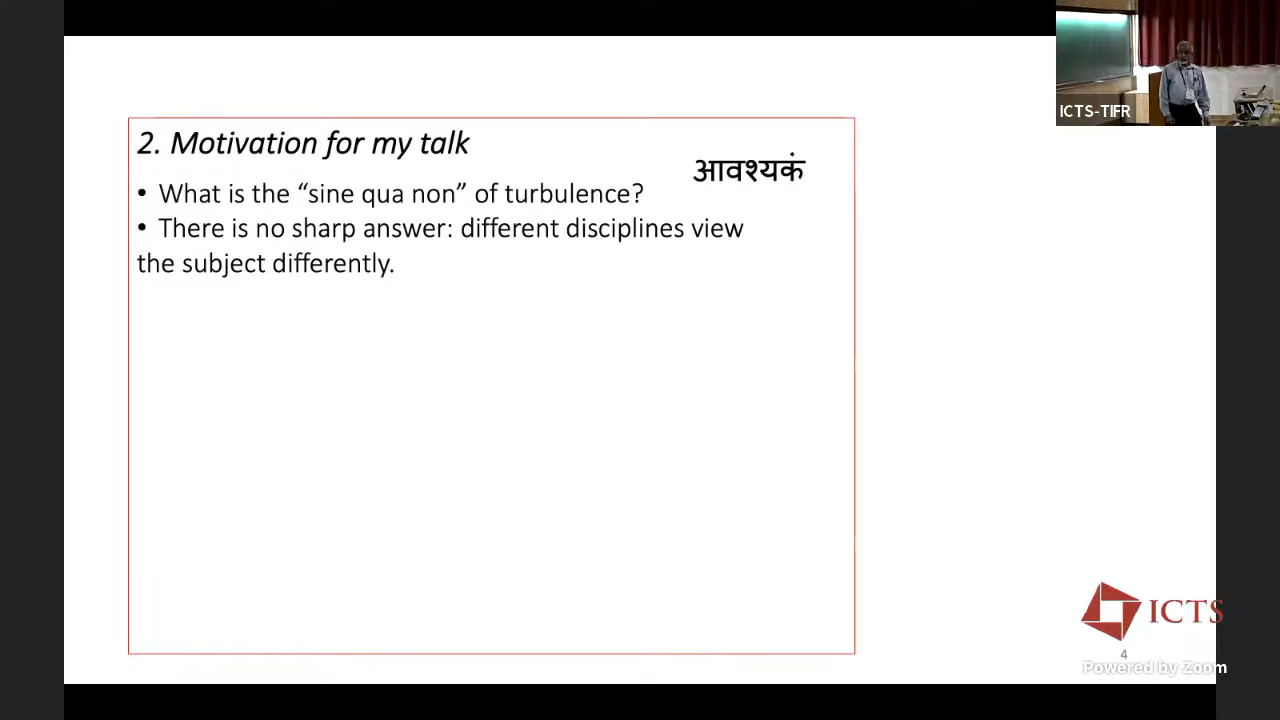 ICTS-TIFR
2. Motivation for my talk
आवश्यकं
• What is the “sine qua non” of turbulence?
• There is no sharp answer: different disciplines view
the subject differently.
ICTS
4
Powered by Zoom